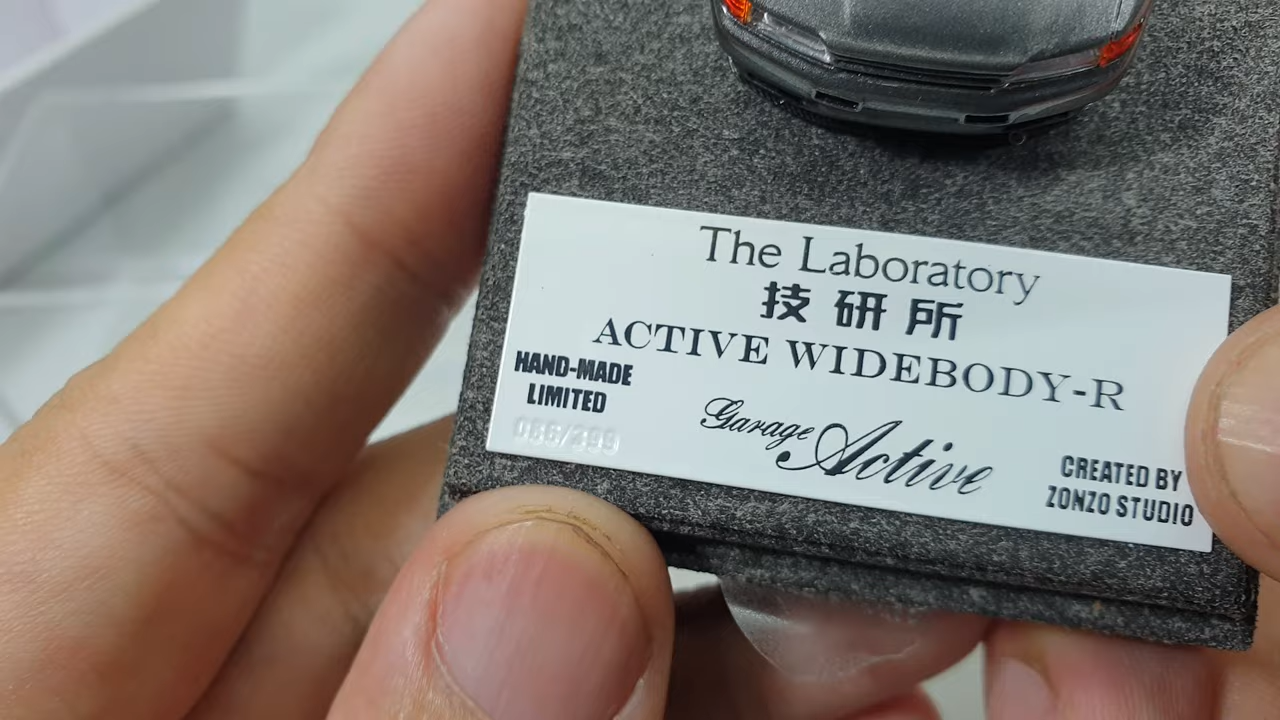 The Laboratory
技研所
ACTIVE WIDEBODY-R
HAND-MADE
LIMITED
Garage Active
CREATED BY
ZONZO STUDIO